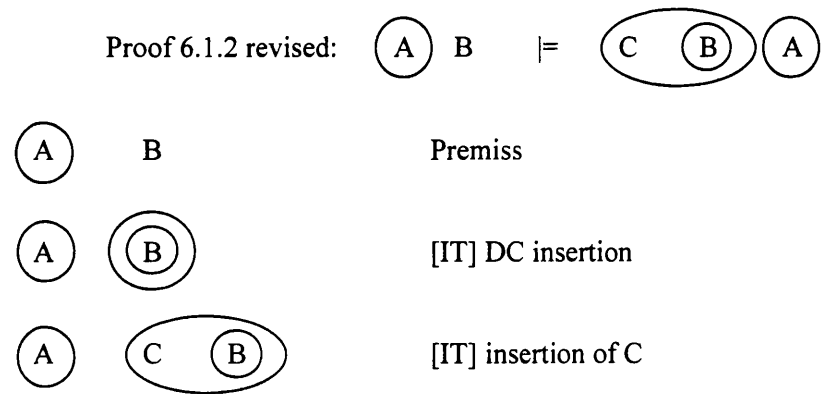 Proof 6.1.2 revised: A B |= C B A
A B Premiss
A B [IT] DC insertion
A C B [IT] insertion of C